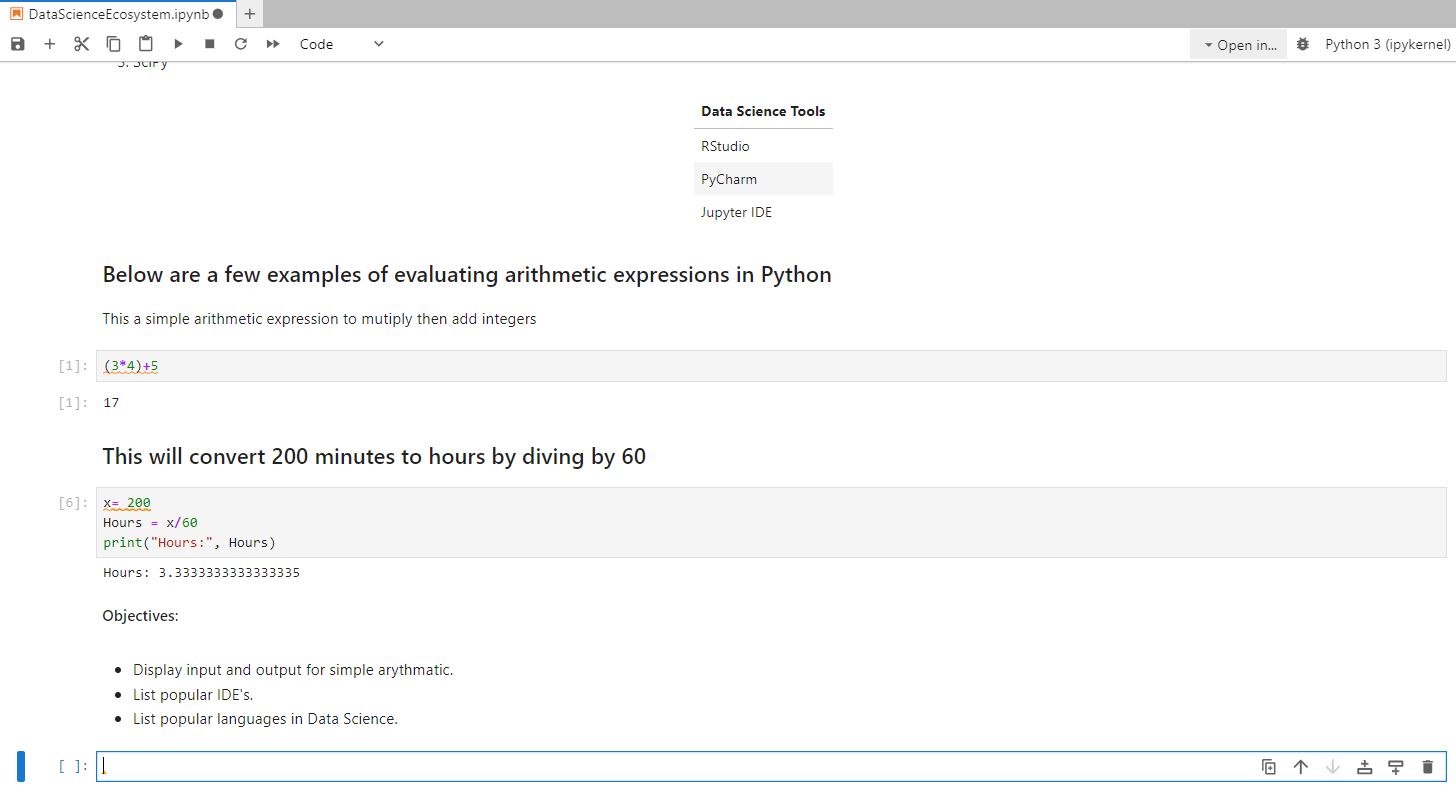 DataScienceEcosystem.ipynb
Code
Open in...
Python 3 (ipykernel)
3. SciPy
Data Science Tools
RStudio
PyCharm
Jupyter IDE
Below are a few examples of evaluating arithmetic expressions in Python
This a simple arithmetic expression to mutiply then add integers
[1]: (3*4)+5
[1]: 17
This will convert 200 minutes to hours by diving by 60
[6]: x= 200
Hours = x/60
print("Hours:", Hours)
Hours: 3.3333333333333335
Objectives:
• Display input and output for simple arythmatic.
• List popular IDE's.
• List popular languages in Data Science.
[ ]: